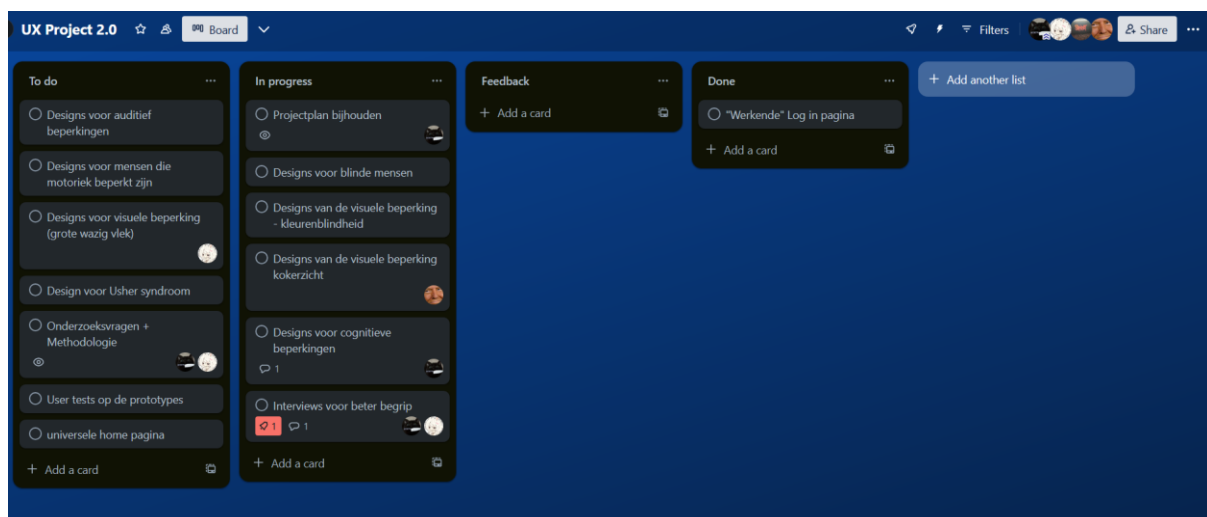 UX Project 2.0
Board
Filters
Share
To do
Designs voor auditief
beperkingen
Designs voor mensen die
motoriek beperkt zijn
Designs voor visuele beperking
(grote wazig vlek)
Design voor Usher syndroom
Onderzoeksvragen +
Methodologie
User tests op de prototypes
universele home pagina
+ Add a card
In progress
Projectplan bijhouden
Designs voor blinde mensen
Designs van de visuele beperking
- kleurenblindheid
Designs van de visuele beperking
kokerzicht
Designs voor cognitieve
beperkingen
1
Interviews voor beter begrip
1 1
+ Add a card
Feedback
+ Add a card
Done
"Werkende" Log in pagina
+ Add a card
+ Add another list